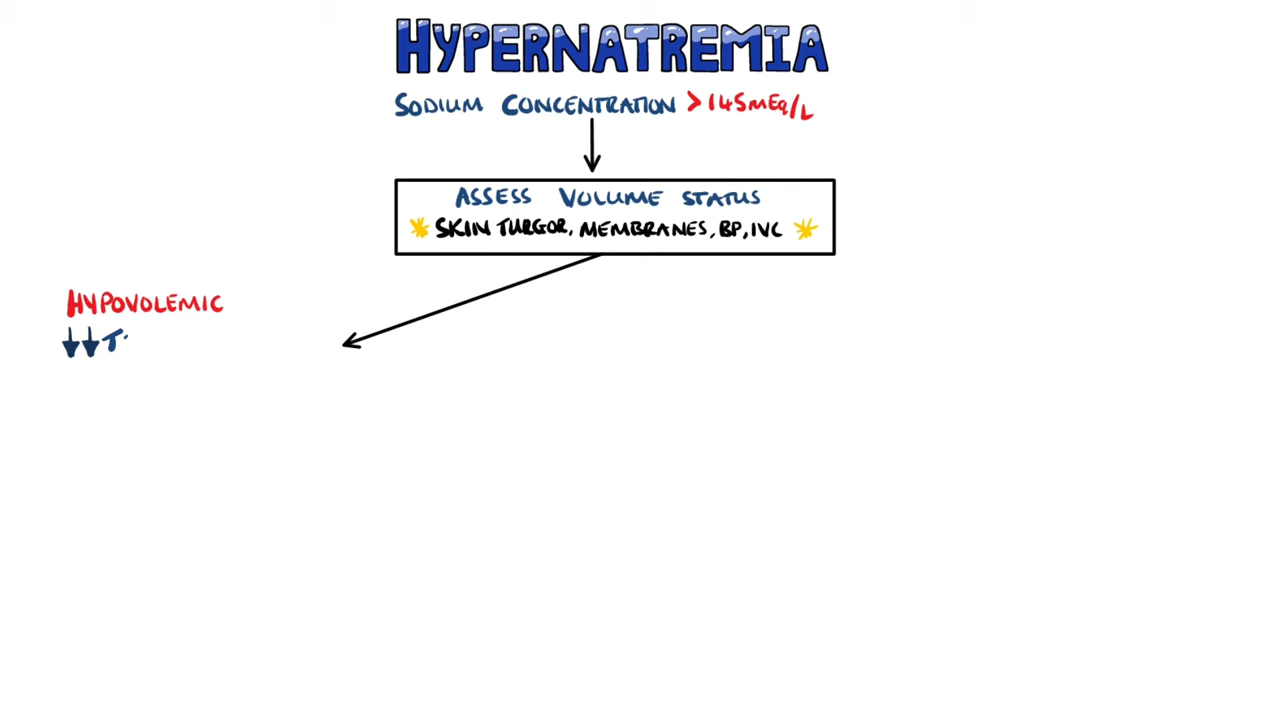 HYPERNATREMIA
SODIUM CONCENTRATION >145mEq/L
ASSESS VOLUME STATUS
SKIN TURGOR, MEMBRANES, BP, IVC
HYPOVOLEMIC
↓↓T